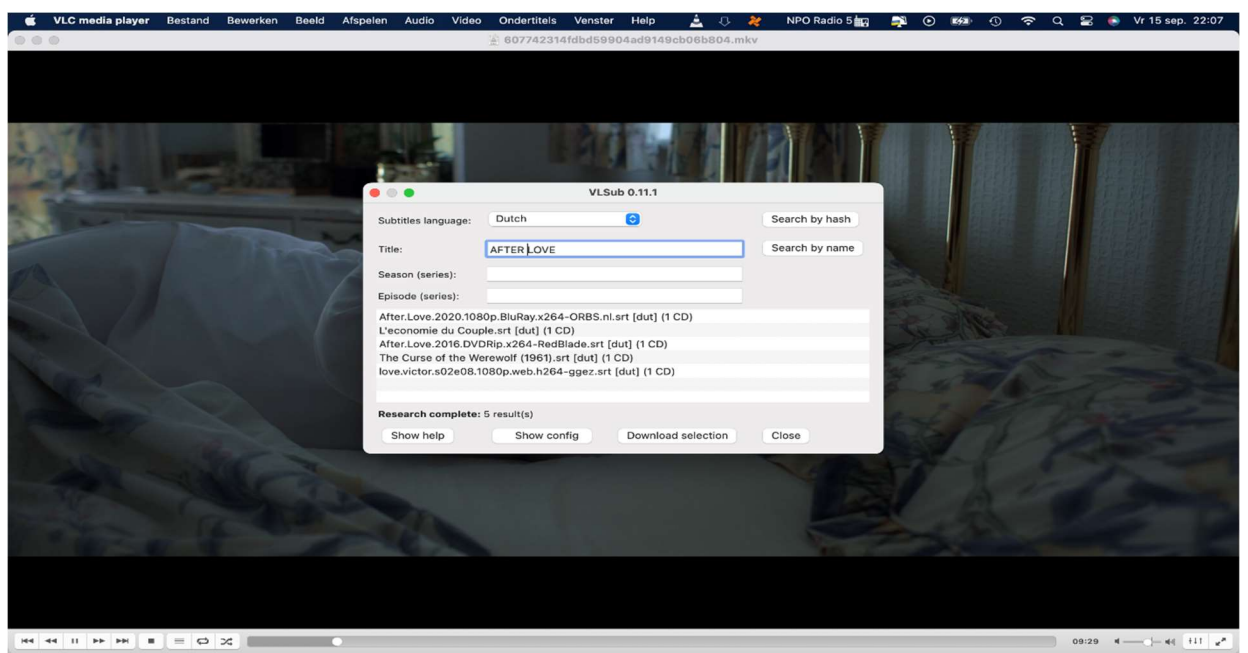 VLC media player Bestand Bewerken Beeld Afspelen Audio Video Ondertitels Venster Help NPO Radio 5 Vr 15 sep. 22:07
607742314fdbd59904ad9149cb06b804.mkv
VLSub 0.11.1
Subtitles language: Dutch Search by hash
Title: AFTER LOVE Search by name
Season (series):
Episode (series):
After.Love.2020.1080p.BluRay.x264-ORBS.nl.srt [dut] (1 CD)
L'economie du Couple.srt [dut] (1 CD)
After.Love.2016.DVDRip.x264-RedBlade.srt [dut] (1 CD)
The Curse of the Werewolf (1961).srt [dut] (1 CD)
love.victor.s02e08.1080p.web.h264-ggez.srt [dut] (1 CD)
Research complete: 5 result(s)
Show help Show config Download selection Close
09:29